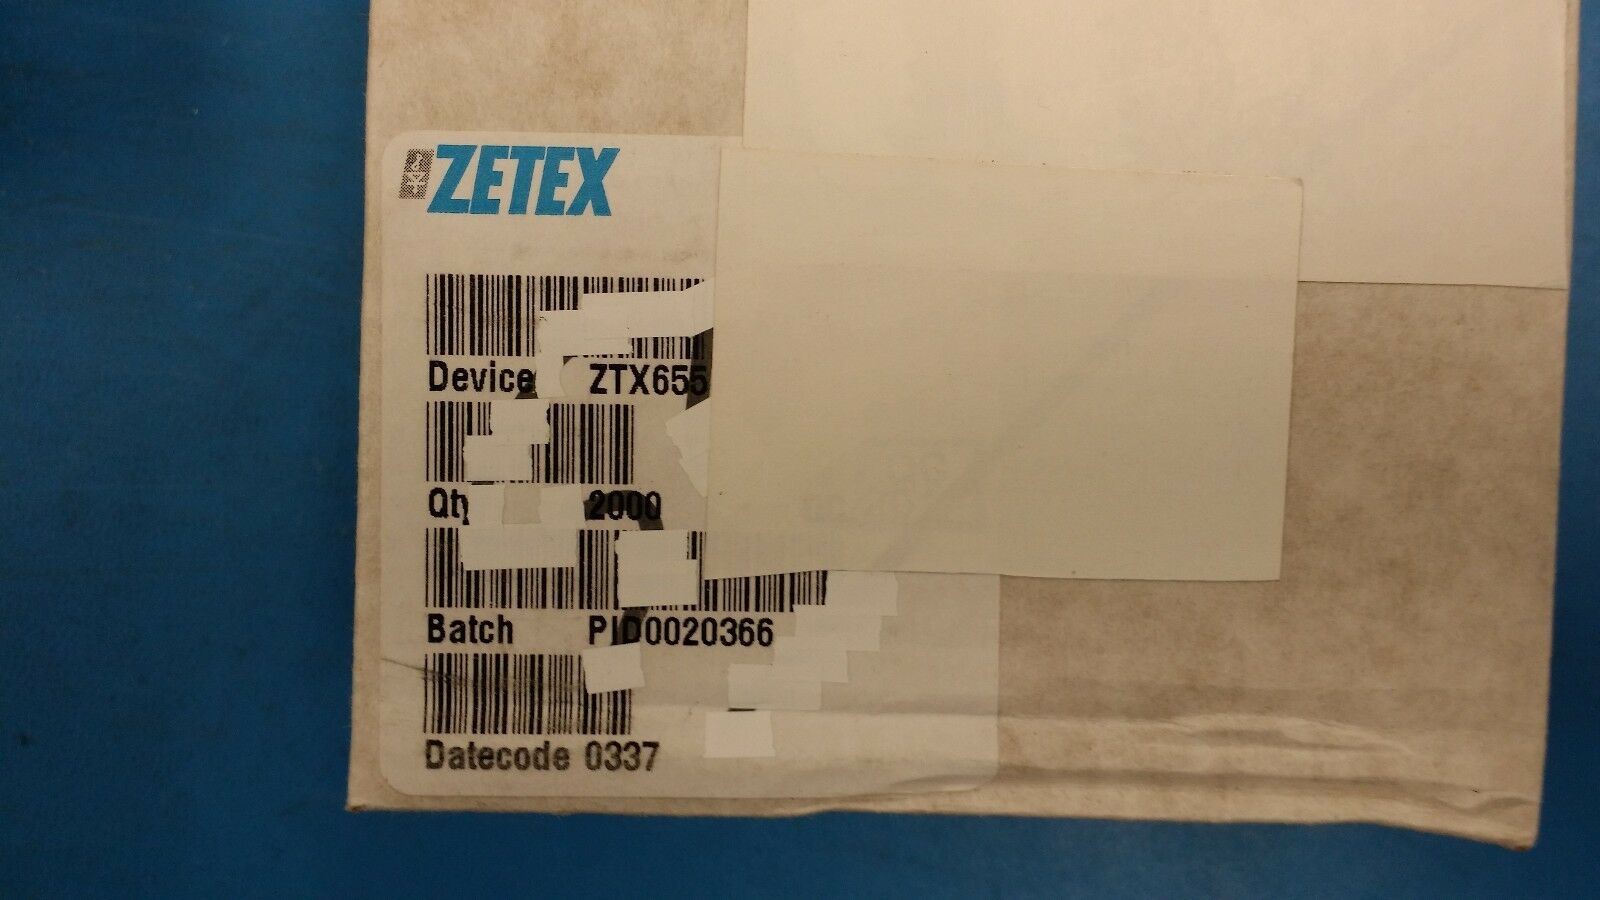 ZETEX
Device ZTX655
Qty 2000
Batch PID0020366
Datecode 0337